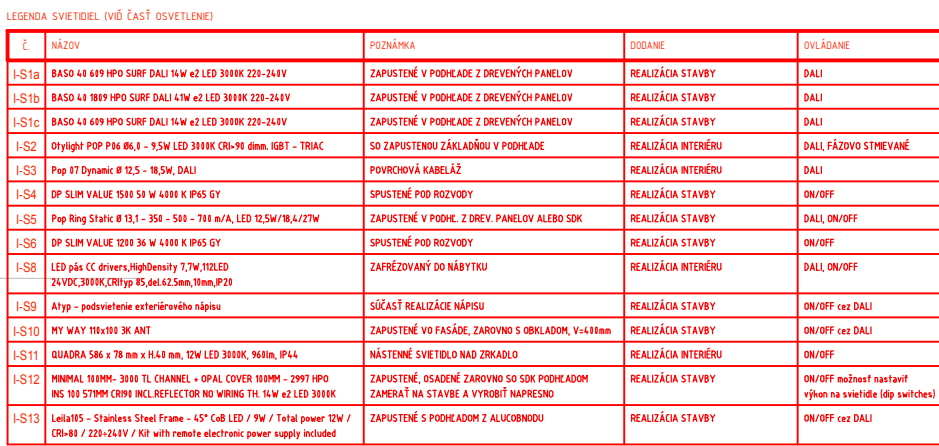 LEGENDA SVIETIDIEL (VIĎ ČASŤ OSVETLENIE)
Č. NÁZOV POZNÁMKA DODANIE OVLÁDANIE
I-S1a BASO 40 609 HPO SURF DALI 14W e2 LED 3000K 220-240V ZAPUSTENÉ V PODHĽADE Z DREVENÝCH PANELOV REALIZÁCIA STAVBY DALI
I-S1b BASO 40 1809 HPO SURF DALI 41W e2 LED 3000K 220-240V ZAPUSTENÉ V PODHĽADE Z DREVENÝCH PANELOV REALIZÁCIA STAVBY DALI
I-S1c BASO 40 609 HPO SURF DALI 14W e2 LED 3000K 220-240V ZAPUSTENÉ V PODHĽADE Z DREVENÝCH PANELOV REALIZÁCIA STAVBY DALI
I-S2 Otylight POP P06 Ø6,0 - 9,5W LED 3000K CRI>90 dimm. IGBT - TRIAC SO ZAPUSTENOU ZÁKLADŇOU V PODHĽADE REALIZÁCIA INTERIÉRU DALI, FÁZOVO STMIEVANÉ
I-S3 Pop 07 Dynamic Ø 12,5 - 18,5W, DALI POVRCHOVÁ KABELÁŽ REALIZÁCIA INTERIÉRU DALI
I-S4 DP SLIM VALUE 1500 50 W 4000 K IP65 GY SPUSTENÉ POD ROZVODY REALIZÁCIA STAVBY ON/OFF
I-S5 Pop Ring Static Ø 13,1 - 350 - 500 - 700 m/A, LED 12,5W/18,4/27W ZAPUSTENÉ V PODHĽ. Z DREV. PANELOV ALEBO SDK REALIZÁCIA STAVBY DALI, ON/OFF
I-S6 DP SLIM VALUE 1200 36 W 4000 K IP65 GY SPUSTENÉ POD ROZVODY REALIZÁCIA STAVBY ON/OFF
I-S8 LED pás CC drivers,HighDensity 7,7W,112LED ZAFRÉZOVANÝ DO NÁBYTKU REALIZÁCIA INTERIÉRU DALI, ON/OFF
24VDC,3000K,CRItyp 85,del.62.5mm,10mm,IP20
I-S9 Atyp - podsvietenie exteriérového nápisu SÚČASŤ REALIZÁCIE NÁPISU REALIZÁCIA STAVBY ON/OFF cez DALI
I-S10 MY WAY 110x100 3K ANT ZAPUSTENÉ VO FASÁDE, ZAROVNO S OBKLADOM, V=400mm REALIZÁCIA STAVBY ON/OFF cez DALI
I-S11 QUADRA 586 x 78 mm x H.40 mm, 12W LED 3000K, 960lm, IP44 NÁSTENNÉ SVIETIDLO NAD ZRKADLO REALIZÁCIA INTERIÉRU ON/OFF
I-S12 MINIMAL 100MM- 3000 TL CHANNEL + OPAL COVER 100MM - 2997 HPO ZAPUSTENÉ, OSADENÉ ZAROVNO SO SDK PODHĽADOM REALIZÁCIA STAVBY ON/OFF možnosť nastaviť
INS 100 571MM CRI90 INCL.REFLECTOR NO WIRING TH. 14W e2 LED 3000K ZAMERAŤ NA STAVBE A VYROBIŤ NAPRESNO výkon na svietidle (dip switches)
I-S13 Leila105 - Stainless Steel Frame - 45° CoB LED / 9W / Total power 12W / ZAPUSTENÉ S PODHĽADOM Z ALUCOBNODU REALIZÁCIA STAVBY ON/OFF cez DALI
CRI>80 / 220÷240V / Kit with remote electronic power supply included